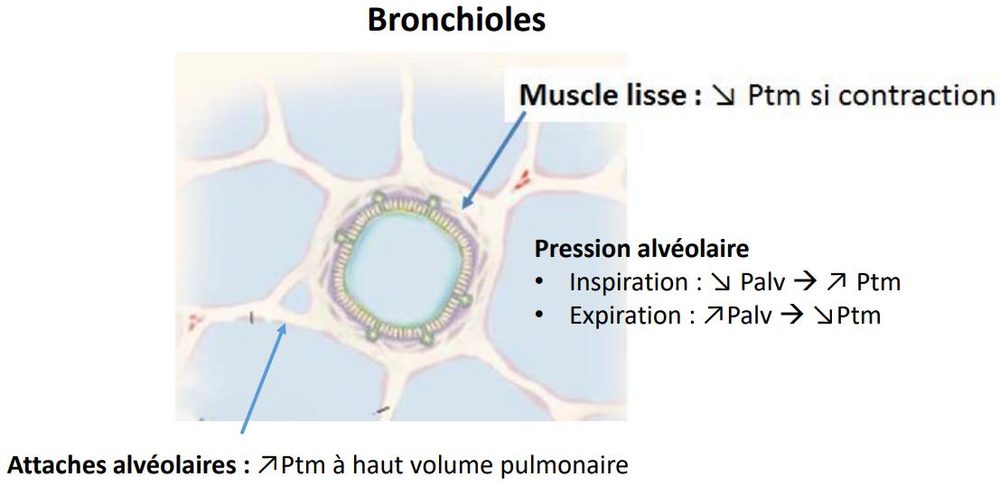 Bronchioles
Muscle lisse : ↘ Ptm si contraction
Pression alvéolaire
• Inspiration : ↘ Palv → ↗ Ptm
• Expiration : ↗Palv → ↘Ptm
Attaches alvéolaires : ↗Ptm à haut volume pulmonaire